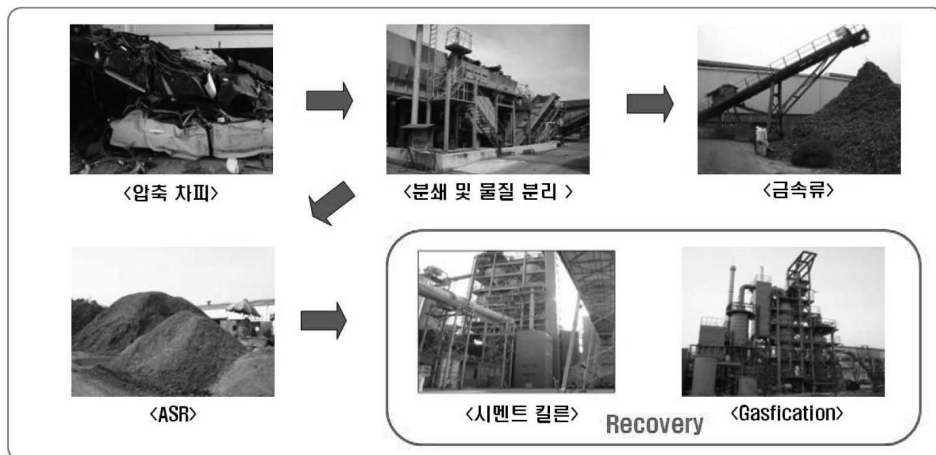 <압축 차피>
<분쇄 및 물질 분리 >
<금속류>
<ASR>
<시멘트 킬른>
<Gasfication>
Recovery